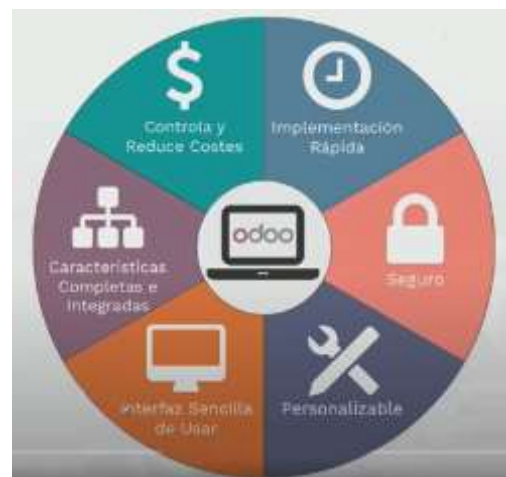 Controla y
Reduce Costes
Implementación
Rápida
Seguro
Personalizable
Interfaz Sencilla
de Usar
Características
Completas e
Integradas
odoo